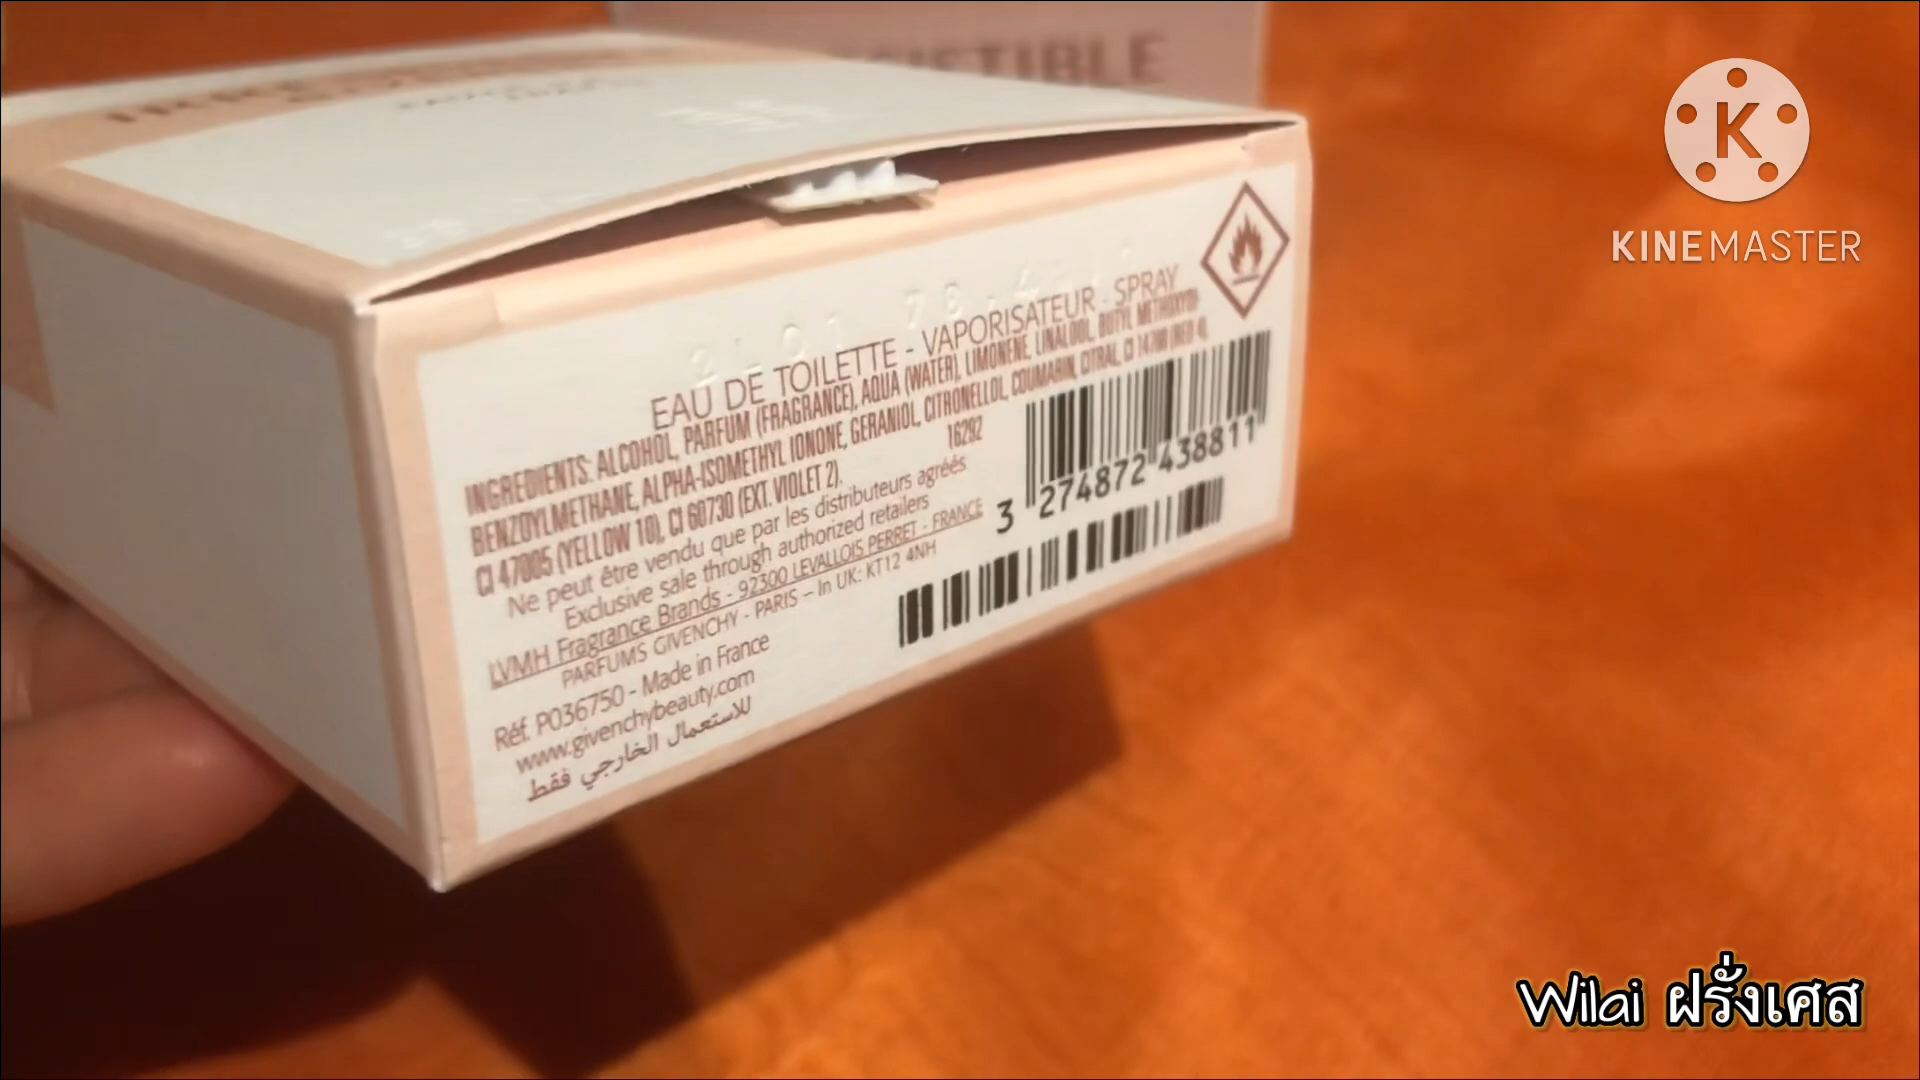 SISTIBLE
K
KINEMASTER
EAU DE TOILETTE - VAPORISATEUR - SPRAY
INGREDIENTS: ALCOHOL, PARFUM (FRAGRANCE), AQUA (WATER), LIMONENE, LINALOOL, BUTYL METHOXYDI-
BENZOYLMETHANE, ALPHA-ISOMETHYL IONONE, GERANIOL, CITRONELLOL, COUMARIN, CITRAL, CI 14700 (RED 4),
CI 47005 (YELLOW 10), CI 60730 (EXT. VIOLET 2). 16292
Ne peut être vendu que par les distributeurs agréés
Exclusive sale through authorized retailers
LVMH Fragrance Brands - 92300 LEVALLOIS PERRET - FRANCE
PARFUMS GIVENCHY - PARIS – In UK: KT12 4NH
Réf. P036750 - Made in France
www.givenchybeauty.com
للاستعمال الخارجي فقط
3 274872 438811
Wilai ฝรั่งเศส